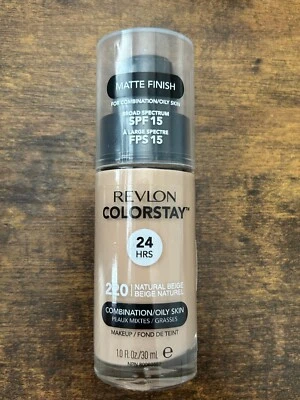 MATTE FINISH
FOR COMBINATION/OILY SKIN
BROAD SPECTRUM
SPF 15
À LARGE SPECTRE
FPS 15
REVLON
COLORSTAY™
24
HRS
220 NATURAL BEIGE
BEIGE NATUREL
COMBINATION/OILY SKIN
PEAUX MIXTES / GRASSES
MAKEUP / FOND DE TEINT
1.0 fl. Oz/30 mL e